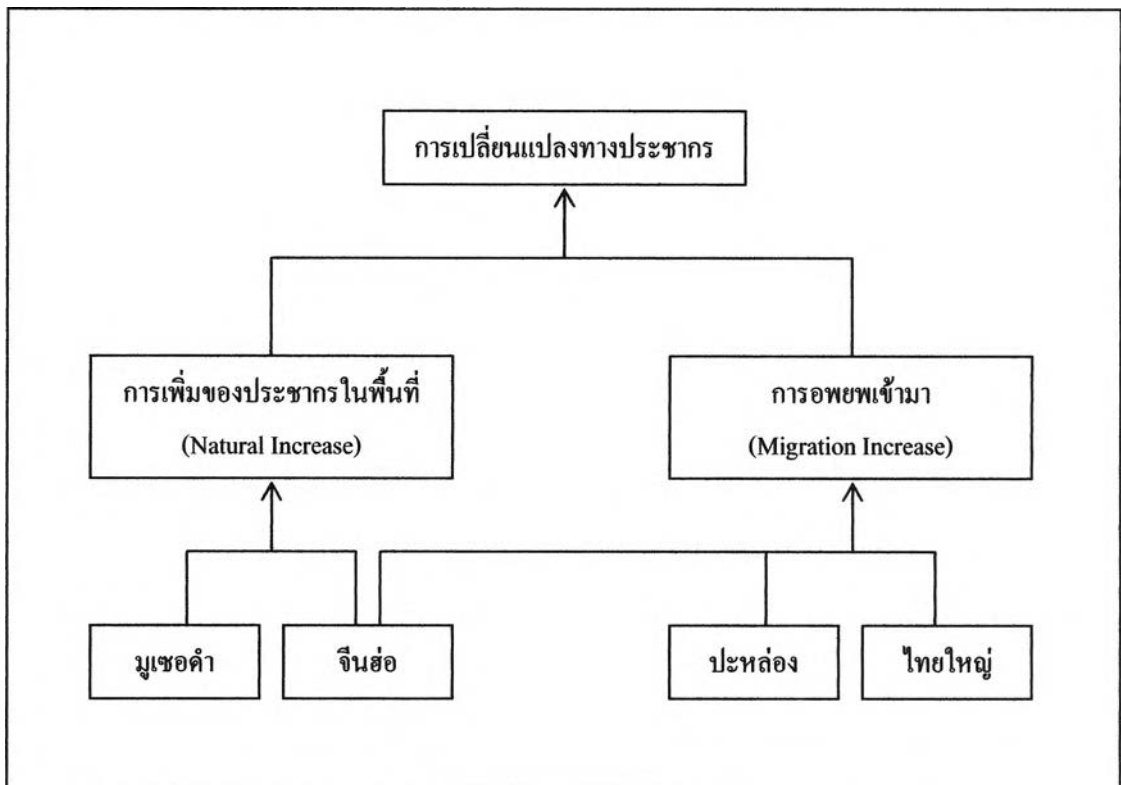 การเปลี่ยนแปลงทางประชากร
การเพิ่มของประชากรในพื้นที่
(Natural Increase)
การอพยพเข้ามา
(Migration Increase)
มูเซอดำ
จีนฮ่อ
ปะหล่อง
ไทยใหญ่